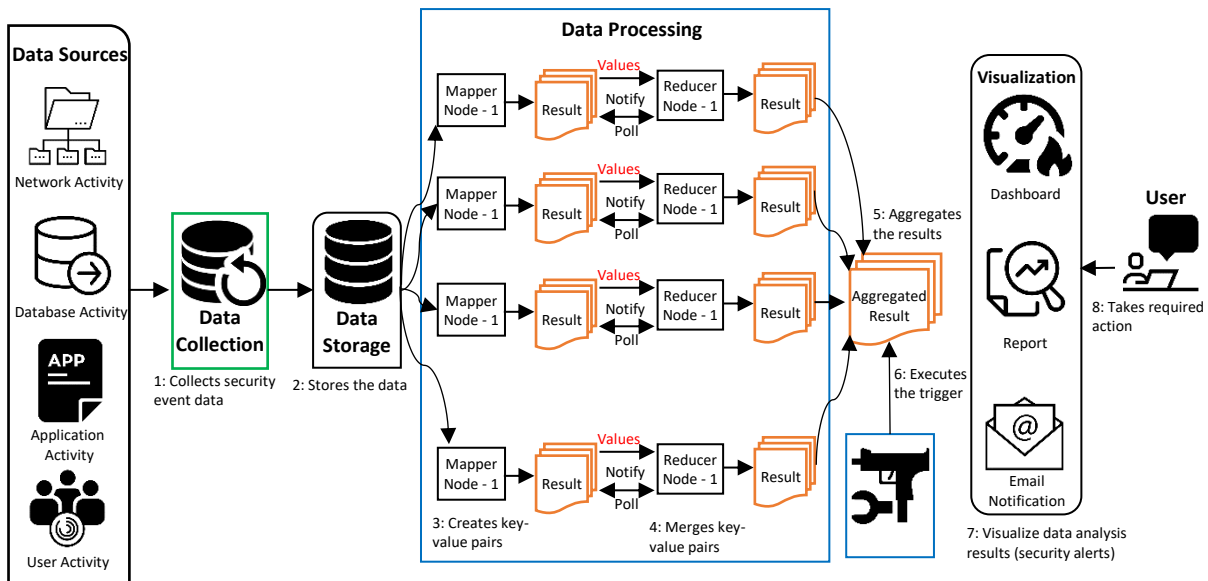 Data Sources
Network Activity
Database Activity
APP
Application
Activity
User Activity
Data
Collection
1: Collects security
event data
Data
Storage
2: Stores the data
Data Processing
Mapper
Node - 1
Result
Values
Notify
Poll
Reducer
Node - 1
Result
Mapper
Node - 1
Result
Values
Notify
Poll
Reducer
Node - 1
Result
Mapper
Node - 1
Result
Values
Notify
Poll
Reducer
Node - 1
Result
Mapper
Node - 1
Result
Values
Notify
Poll
Reducer
Node - 1
Result
3: Creates key-
value pairs
4: Merges key-
value pairs
5: Aggregates
the results
Aggregated
Result
6: Executes
the trigger
Visualization
Dashboard
Report
@
Email
Notification
7: Visualize data analysis
results (security alerts)
User
8: Takes required
action